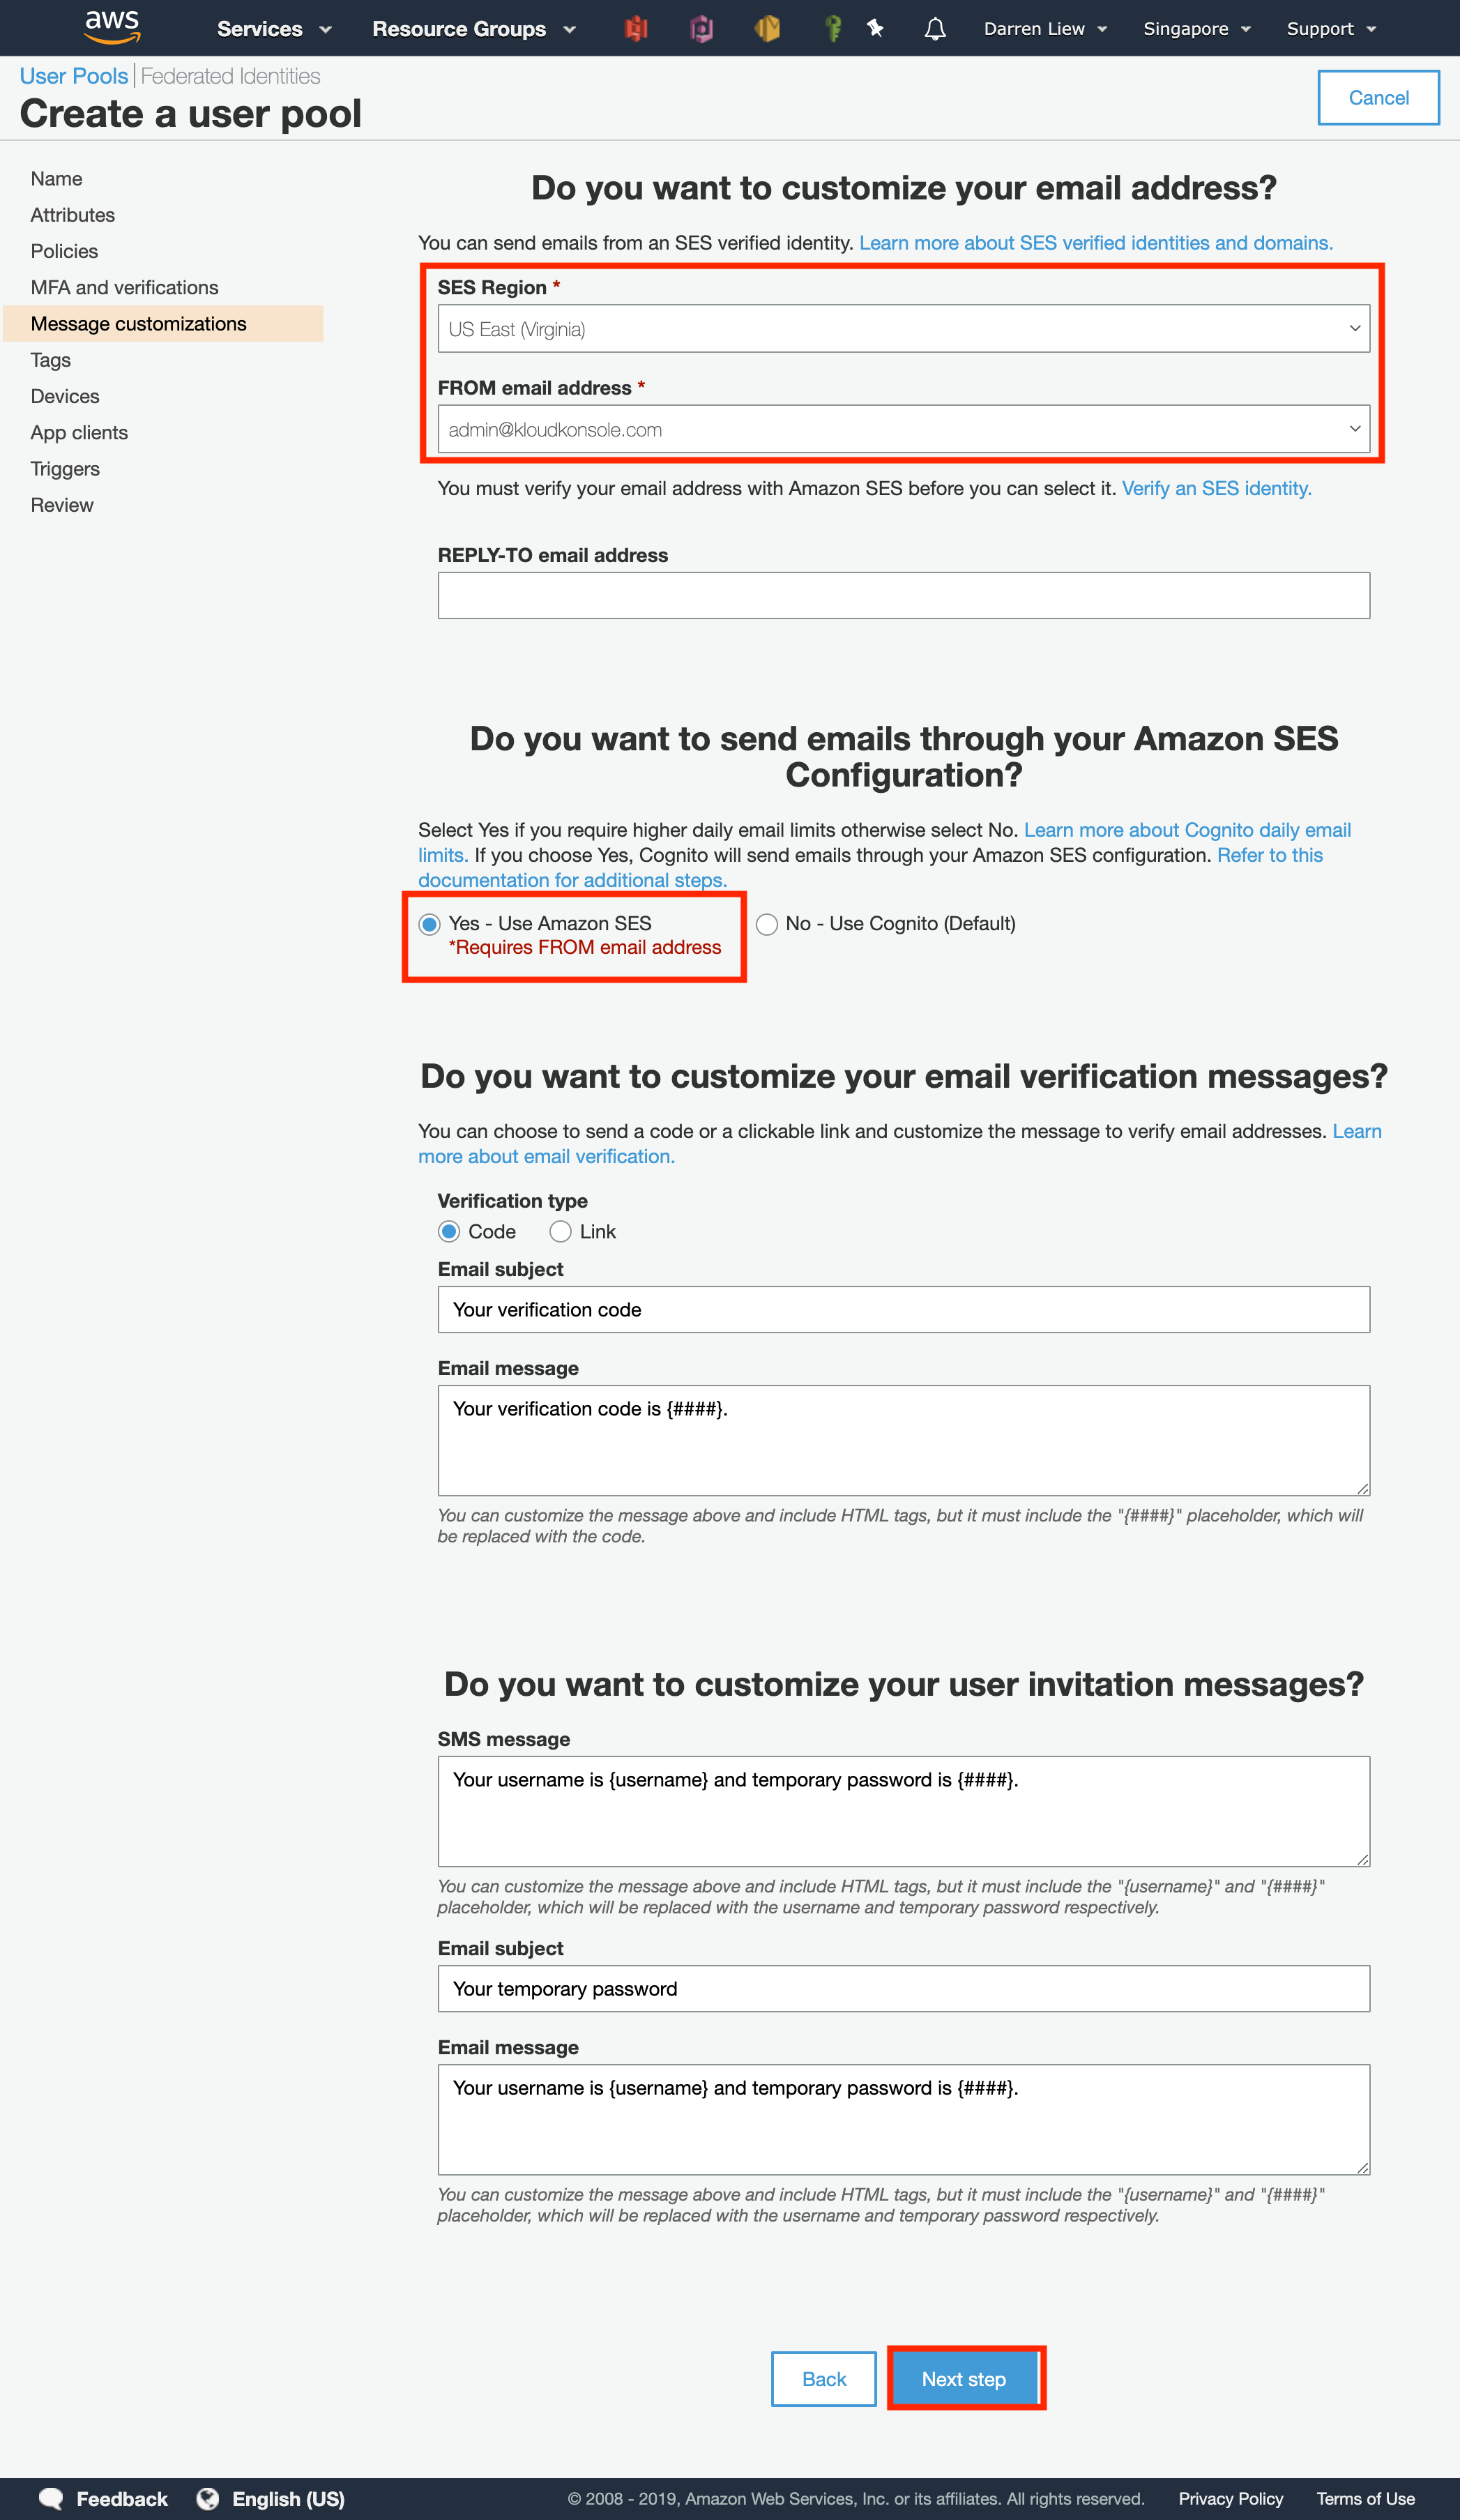 aws Services Resource Groups Darren Liew Singapore Support
User Pools Federated Identities
Create a user pool
Cancel
Name
Attributes
Policies
MFA and verifications
Message customizations
Tags
Devices
App clients
Triggers
Review
Do you want to customize your email address?
You can send emails from an SES verified identity. Learn more about SES verified identities and domains.
SES Region *
US East (Virginia)
FROM email address *
admin@kloudkonsole.com
You must verify your email address with Amazon SES before you can select it. Verify an SES identity.
REPLY-TO email address
Do you want to send emails through your Amazon SES
Configuration?
Select Yes if you require higher daily email limits otherwise select No. Learn more about Cognito daily email
limits. If you choose Yes, Cognito will send emails through your Amazon SES configuration. Refer to this
documentation for additional steps.
Yes - Use Amazon SES No - Use Cognito (Default)
*Requires FROM email address
Do you want to customize your email verification messages?
You can choose to send a code or a clickable link and customize the message to verify email addresses. Learn
more about email verification.
Verification type
Code Link
Email subject
Your verification code
Email message
Your verification code is {####}.
You can customize the message above and include HTML tags, but it must include the "{####}" placeholder, which will
be replaced with the code.
Do you want to customize your user invitation messages?
SMS message
Your username is {username} and temporary password is {####}.
You can customize the message above and include HTML tags, but it must include the "{username}" and "{####}"
placeholder, which will be replaced with the username and temporary password respectively.
Email subject
Your temporary password
Email message
Your username is {username} and temporary password is {####}.
You can customize the message above and include HTML tags, but it must include the "{username}" and "{####}"
placeholder, which will be replaced with the username and temporary password respectively.
Back Next step
Feedback English (US) © 2008 - 2019, Amazon Web Services, Inc. or its affiliates. All rights reserved. Privacy Policy Terms of Use